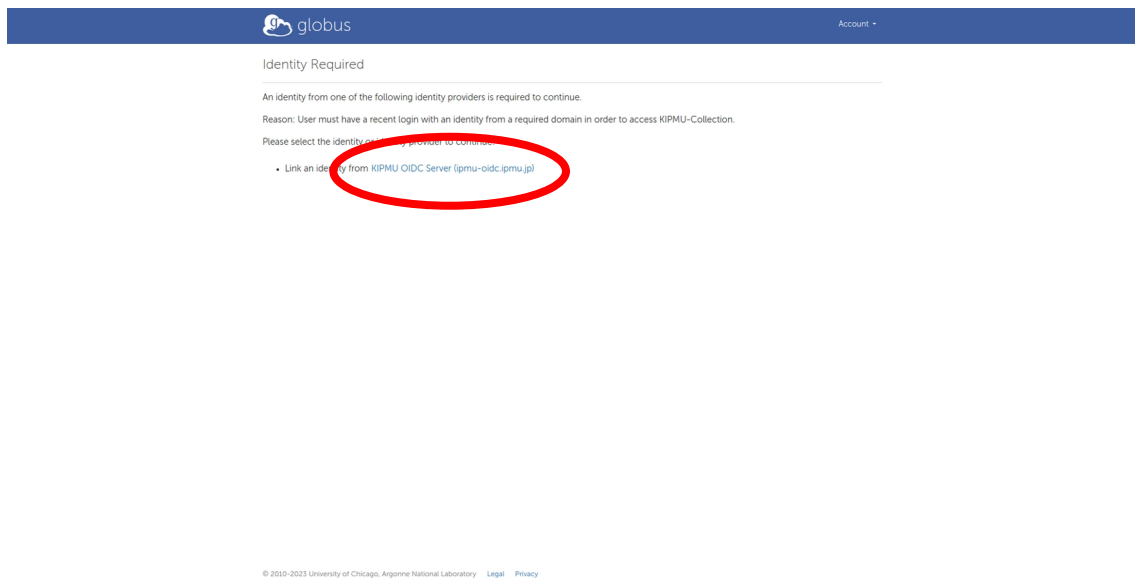 globus
Account
Identity Required
An identity from one of the following identity providers is required to continue.
Reason: User must have a recent login with an identity from a required domain in order to access KIPMU-Collection.
Please select the identity or identity provider to continue.
• Link an identity from KIPMU OIDC Server (ipmu-oidc.ipmu.jp)
© 2010-2023 University of Chicago, Argonne National Laboratory Legal Privacy